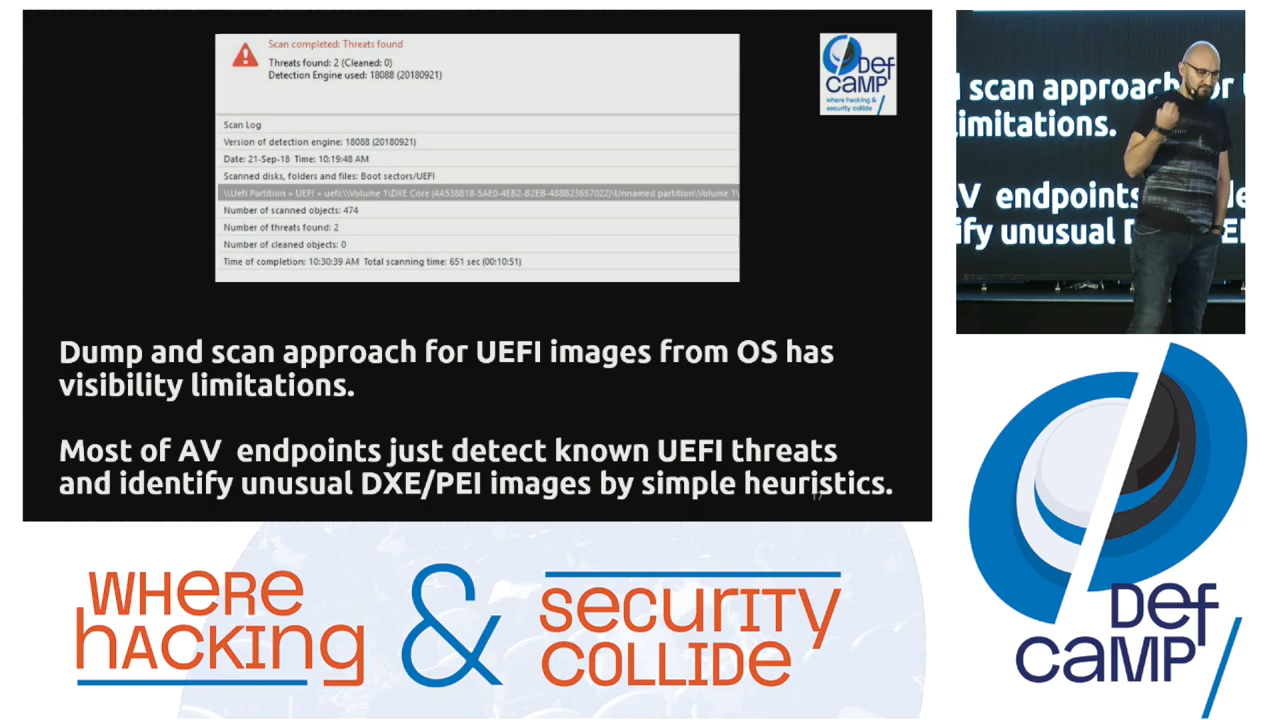 Scan completed: Threats found
Threats found: 2 (Cleaned: 0)
Detection Engine used: 18088 (20180921)
Scan Log
Version of detection engine: 18088 (20180921)
Date: 21-Sep-18 Time: 10:19:48 AM
Scanned disks, folders and files: Boot sectors/UEFI
\\Uefi Partition » UEFI » uefi:\\Volume 1\DXE Core {4A538818-5AE0-4EB2-B2EB-488B23657022}\Unnamed partition\Volume 1\
Number of scanned objects: 474
Number of threats found: 2
Number of cleaned objects: 0
Time of completion: 10:30:39 AM Total scanning time: 651 sec (00:10:51)
Def
CAMP
where hacking &
security collide
Dump and scan approach for UEFI images from OS has
visibility limitations.
Most of AV endpoints just detect known UEFI threats
and identify unusual DXE/PEI images by simple heuristics.
17
scan approach for U
limitations.
AV endpoints
ify unusual
WHERE
HACKING
&
SECURITY
COLLIDE
Def
CAMP